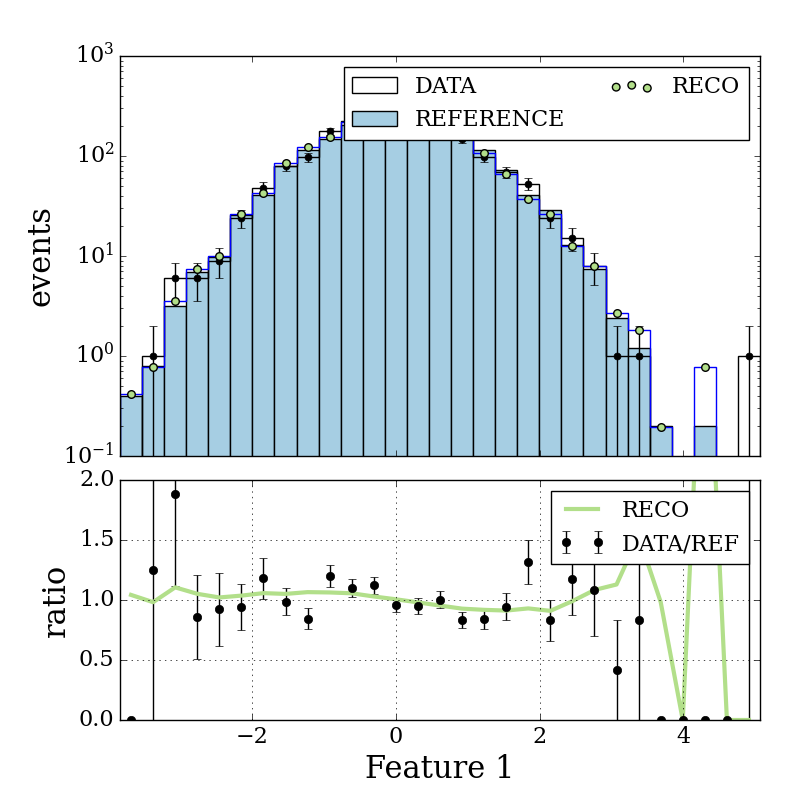 10³
10²
10¹
10⁰
10⁻¹
events
DATA
RECO
REFERENCE
2.0
1.5
1.0
0.5
0.0
ratio
RECO
DATA/REF
−2
0
2
4
Feature 1